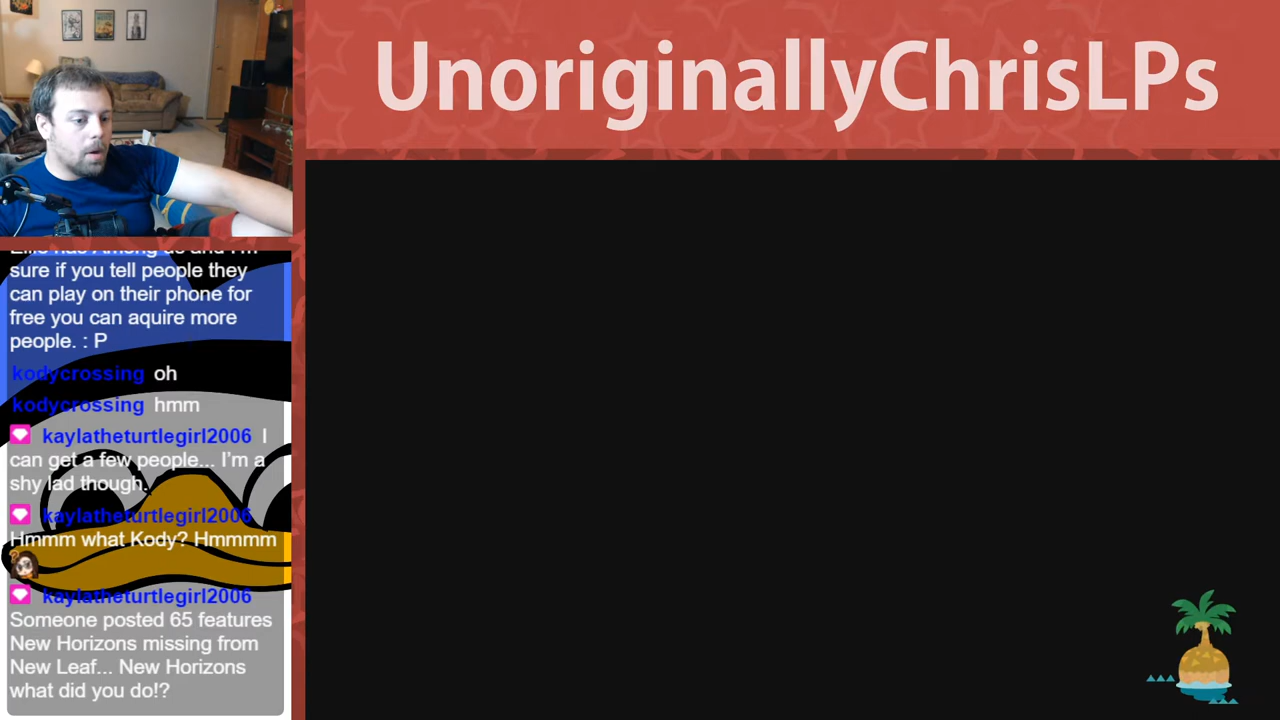 UnoriginallyChrisLPs
sure if you tell people they
can play on their phone for
free you can aquire more
people. : P
kodycrossing oh
kodycrossing hmm
kaylatheturtlegirl2006 I
can get a few people... I'm a
shy lad though.
kaylatheturtlegirl2006
Hmmm what Kody? Hmmmm
kaylatheturtlegirl2006
Someone posted 65 features
New Horizons missing from
New Leaf... New Horizons
what did you do!?